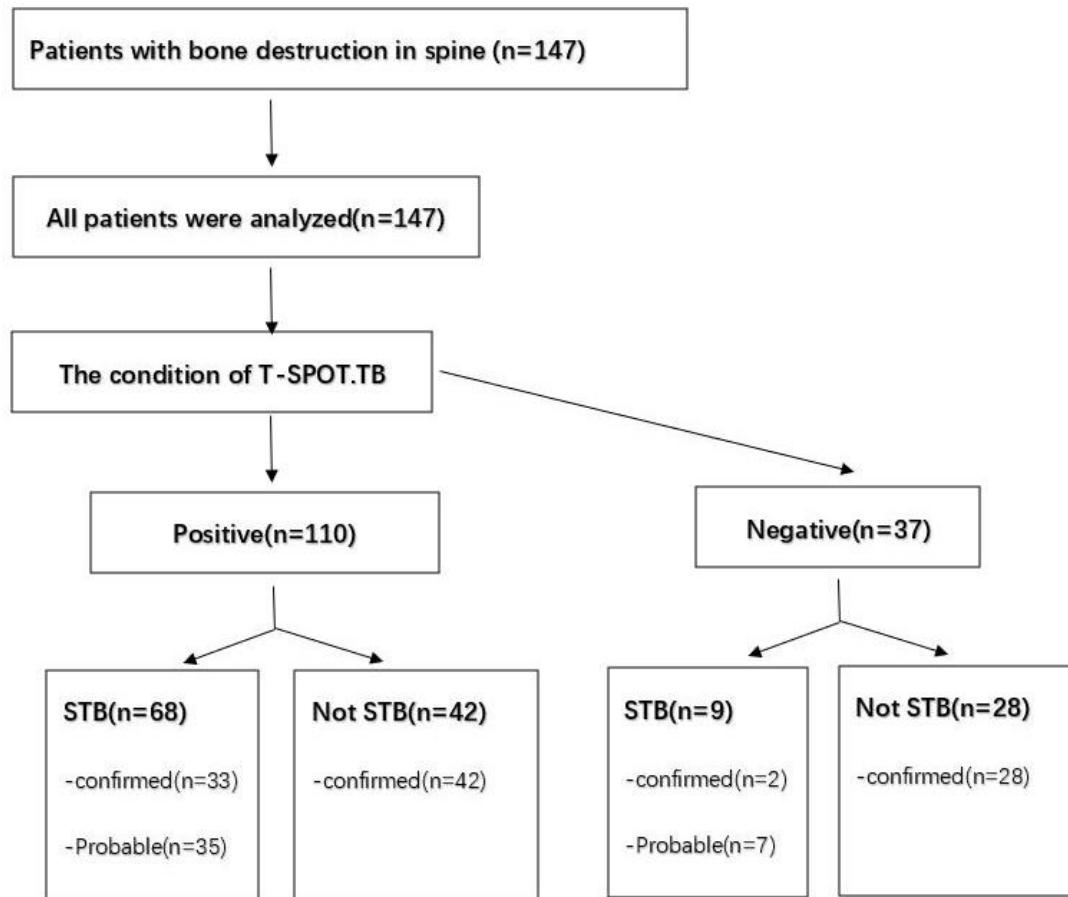 Patients with bone destruction in spine (n=147)
All patients were analyzed(n=147)
The condition of T-SPOT.TB
Positive(n=110)
Negative(n=37)
STB(n=68)
-confirmed(n=33)
-Probable(n=35)
Not STB(n=42)
-confirmed(n=42)
STB(n=9)
-confirmed(n=2)
-Probable(n=7)
Not STB(n=28)
-confirmed(n=28)